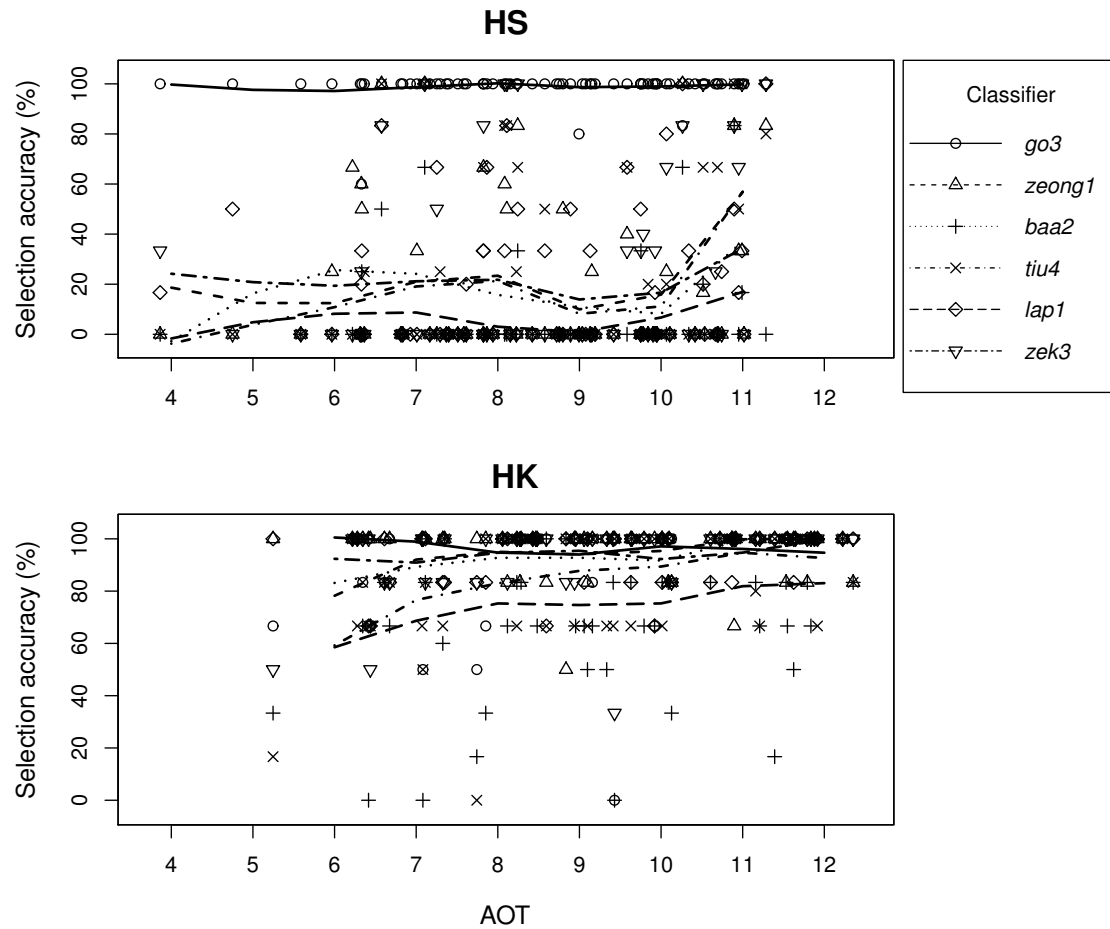 HS
Selection accuracy (%)
100
80
60
40
20
0
4 5 6 7 8 9 10 11 12
Classifier
go3
zeong1
baa2
tiu4
lap1
zek3
HK
Selection accuracy (%)
100
80
60
40
20
0
4 5 6 7 8 9 10 11 12
AOT